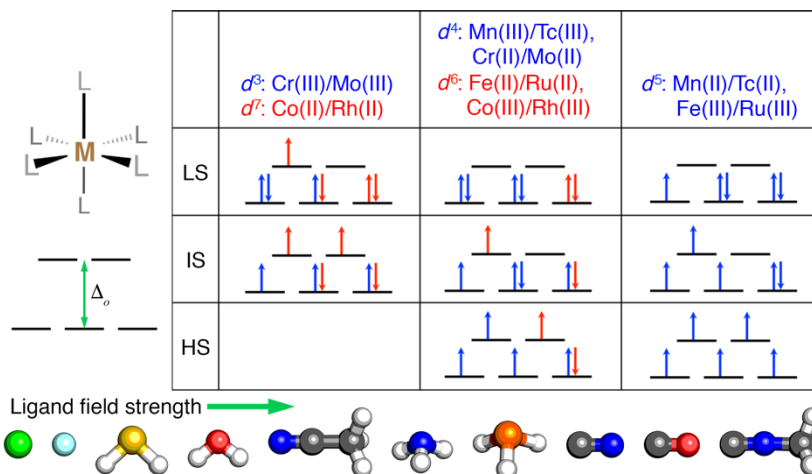 d⁴: Mn(III)/Tc(III),
Cr(II)/Mo(II)
d³: Cr(III)/Mo(III)
d⁶: Fe(II)/Ru(II),
d⁵: Mn(II)/Tc(II),
d⁷: Co(II)/Rh(II)
Co(III)/Rh(III)
Fe(III)/Ru(III)
L
L L
L M L
L
LS
IS
Δₒ
HS
Ligand field strength